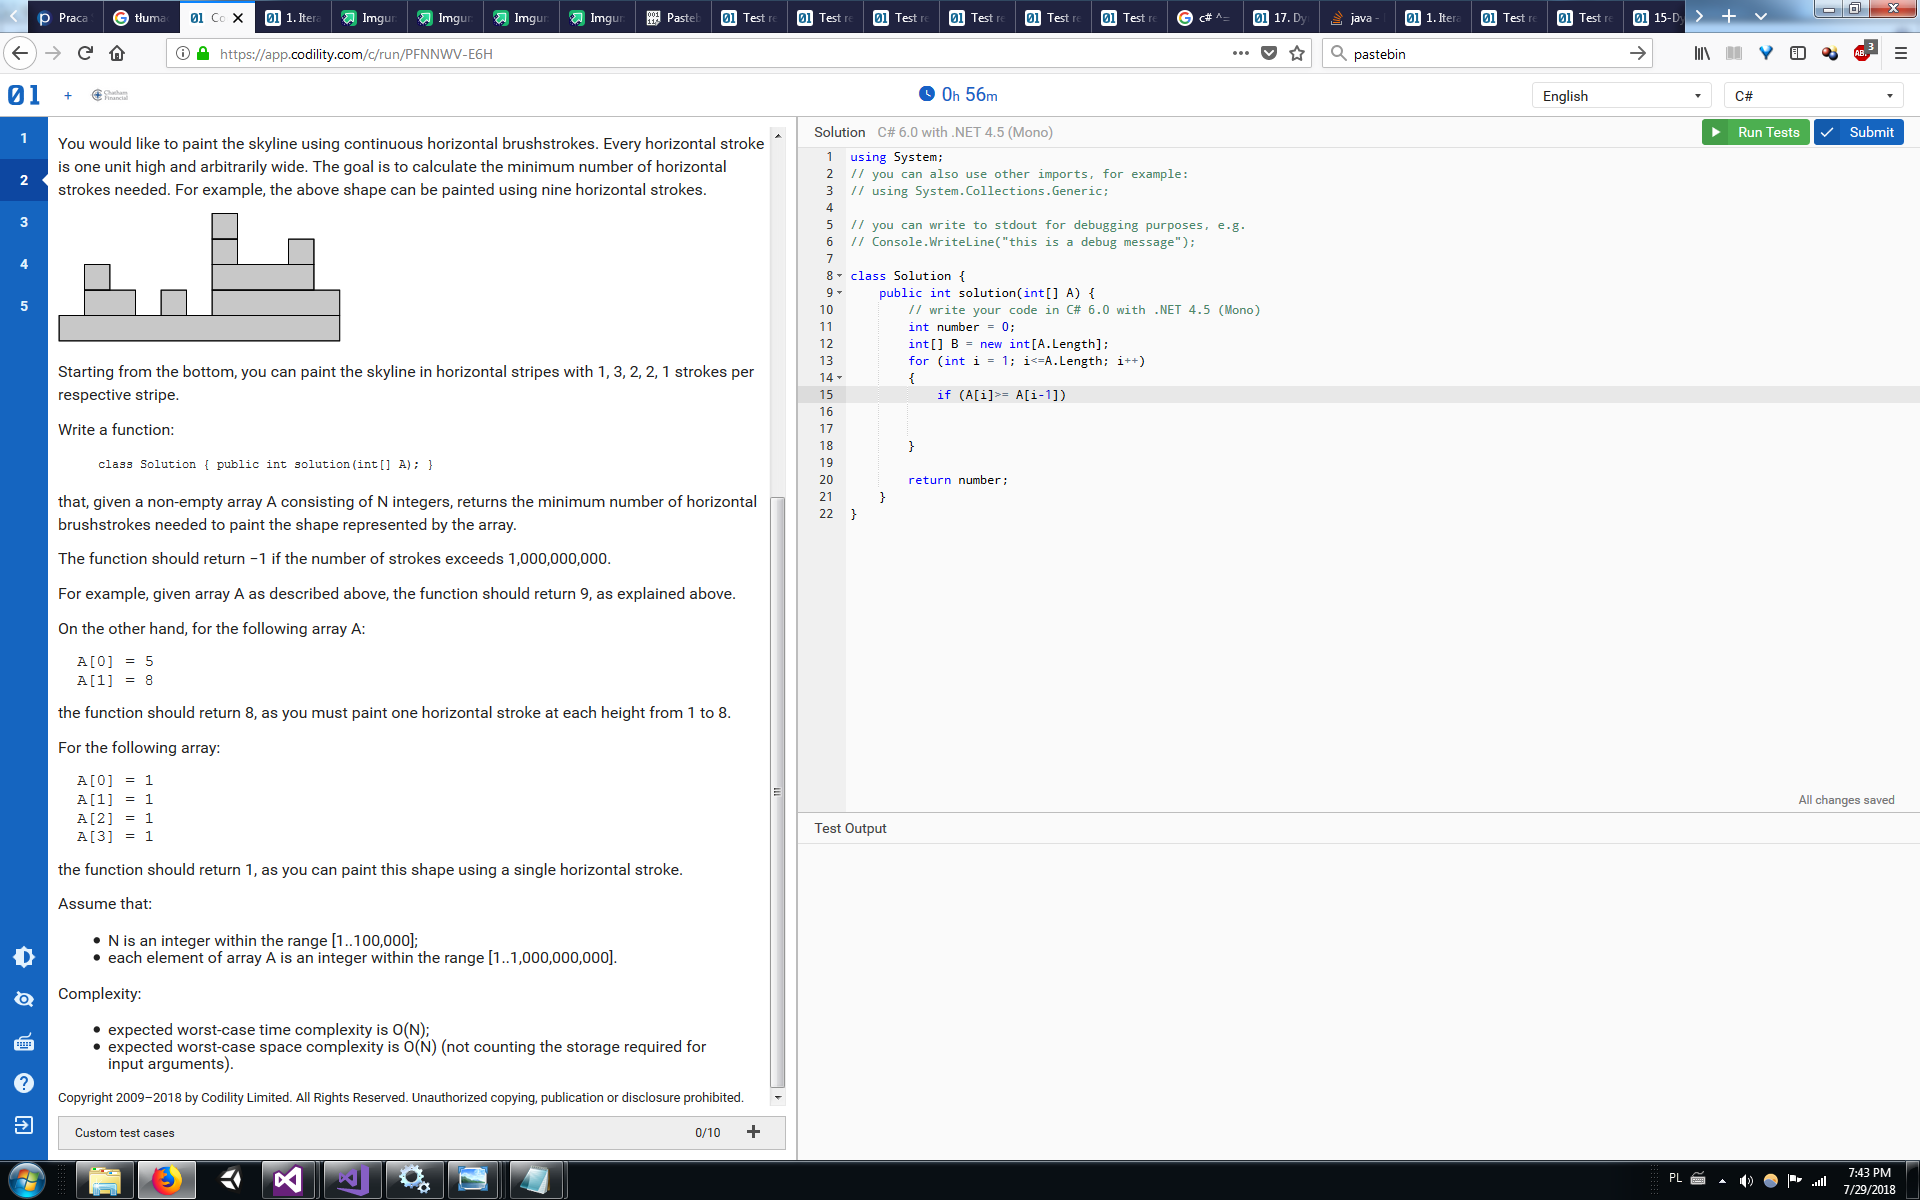 Praca
tłuma
Co
1. Itera
Imgur
Imgur
Imgur
Imgur
Pasteb
Test re
Test re
Test re
Test re
Test re
Test re
c# ^=
17. Dy
java -
1. Itera
Test re
Test re
15-Dy
https://app.codility.com/c/run/PFNNWV-E6H
pastebin
3
01
+
Chatham Financial
0h 56m
English
C#
1
2
3
4
5
You would like to paint the skyline using continuous horizontal brushstrokes. Every horizontal stroke
is one unit high and arbitrarily wide. The goal is to calculate the minimum number of horizontal
strokes needed. For example, the above shape can be painted using nine horizontal strokes.
Starting from the bottom, you can paint the skyline in horizontal stripes with 1, 3, 2, 2, 1 strokes per
respective stripe.
Write a function:
class Solution { public int solution(int[] A); }
that, given a non-empty array A consisting of N integers, returns the minimum number of horizontal
brushstrokes needed to paint the shape represented by the array.
The function should return −1 if the number of strokes exceeds 1,000,000,000.
For example, given array A as described above, the function should return 9, as explained above.
On the other hand, for the following array A:
A[0] = 5
A[1] = 8
the function should return 8, as you must paint one horizontal stroke at each height from 1 to 8.
For the following array:
A[0] = 1
A[1] = 1
A[2] = 1
A[3] = 1
the function should return 1, as you can paint this shape using a single horizontal stroke.
Assume that:
• N is an integer within the range [1..100,000];
• each element of array A is an integer within the range [1..1,000,000,000].
Complexity:
• expected worst-case time complexity is O(N);
• expected worst-case space complexity is O(N) (not counting the storage required for
input arguments).
Copyright 2009–2018 by Codility Limited. All Rights Reserved. Unauthorized copying, publication or disclosure prohibited.
Custom test cases
0/10
+
Solution C# 6.0 with .NET 4.5 (Mono)
Run Tests
Submit
1 using System;
2 // you can also use other imports, for example:
3 // using System.Collections.Generic;
4
5 // you can write to stdout for debugging purposes, e.g.
6 // Console.WriteLine("this is a debug message");
7
8 class Solution {
9 public int solution(int[] A) {
10 // write your code in C# 6.0 with .NET 4.5 (Mono)
11 int number = 0;
12 int[] B = new int[A.Length];
13 for (int i = 1; i<=A.Length; i++)
14 {
15 if (A[i]>= A[i-1])
16
17
18 }
19
20 return number;
21 }
22 }
All changes saved
Test Output
PL
7:43 PM
7/29/2018